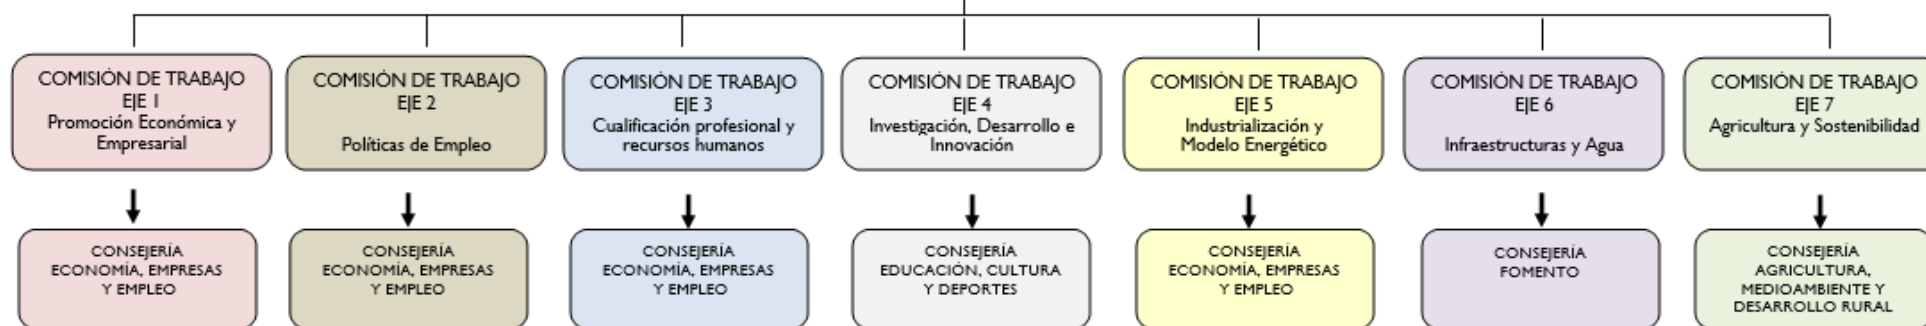 COMISIÓN DE TRABAJO
EJE 1
Promoción Económica y
Empresarial
COMISIÓN DE TRABAJO
EJE 2
Políticas de Empleo
COMISIÓN DE TRABAJO
EJE 3
Cualificación profesional y
recursos humanos
COMISIÓN DE TRABAJO
EJE 4
Investigación, Desarrollo e
Innovación
COMISIÓN DE TRABAJO
EJE 5
Industrialización y
Modelo Energético
COMISIÓN DE TRABAJO
EJE 6
Infraestructuras y Agua
COMISIÓN DE TRABAJO
EJE 7
Agricultura y Sostenibilidad
CONSEJERÍA
ECONOMÍA, EMPRESAS
Y EMPLEO
CONSEJERÍA
ECONOMÍA, EMPRESAS
Y EMPLEO
CONSEJERÍA
ECONOMÍA, EMPRESAS
Y EMPLEO
CONSEJERÍA
EDUCACIÓN, CULTURA
Y DEPORTES
CONSEJERÍA
ECONOMÍA, EMPRESAS
Y EMPLEO
CONSEJERÍA
FOMENTO
CONSEJERÍA
AGRICULTURA,
MEDIOAMBIENTE Y
DESARROLLO RURAL